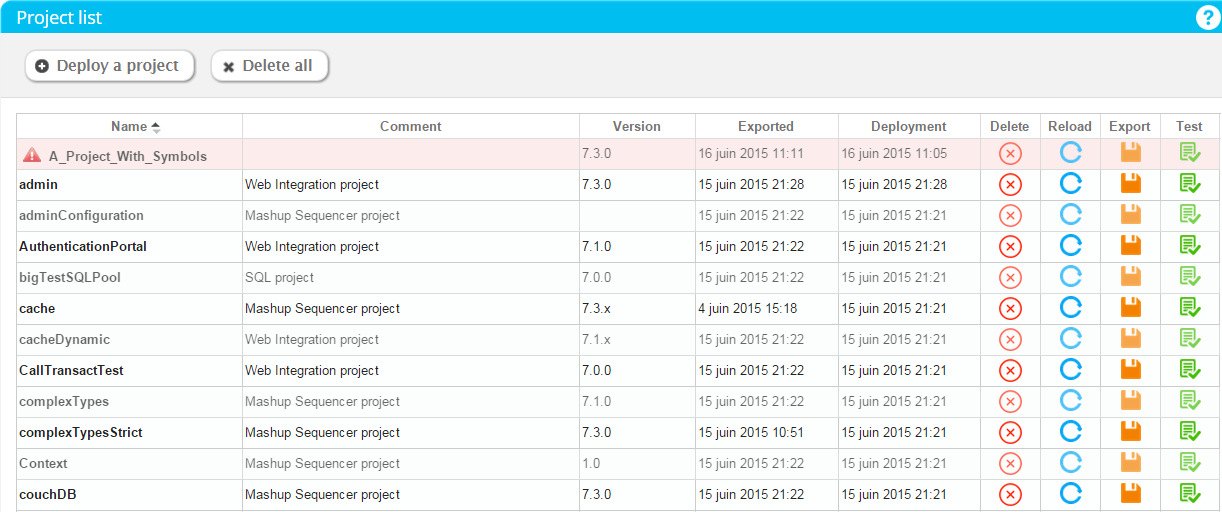 Project list ?
Deploy a project Delete all
Name Comment Version Exported Deployment Delete Reload Export Test
A_Project_With_Symbols 7.3.0 16 juin 2015 11:11 16 juin 2015 11:05
admin Web Integration project 7.3.0 15 juin 2015 21:28 15 juin 2015 21:28
adminConfiguration Mashup Sequencer project 15 juin 2015 21:22 15 juin 2015 21:21
AuthenticationPortal Web Integration project 7.1.0 15 juin 2015 21:22 15 juin 2015 21:21
bigTestSQLPool SQL project 7.0.0 15 juin 2015 21:22 15 juin 2015 21:21
cache Mashup Sequencer project 7.3.x 4 juin 2015 15:18 15 juin 2015 21:21
cacheDynamic Web Integration project 7.1.x 15 juin 2015 21:22 15 juin 2015 21:21
CallTransactTest Web Integration project 7.0.0 15 juin 2015 21:22 15 juin 2015 21:21
complexTypes Mashup Sequencer project 7.1.0 15 juin 2015 21:22 15 juin 2015 21:21
complexTypesStrict Mashup Sequencer project 7.3.0 15 juin 2015 10:51 15 juin 2015 21:21
Context Mashup Sequencer project 1.0 15 juin 2015 21:22 15 juin 2015 21:21
couchDB Mashup Sequencer project 7.3.0 15 juin 2015 21:22 15 juin 2015 21:21